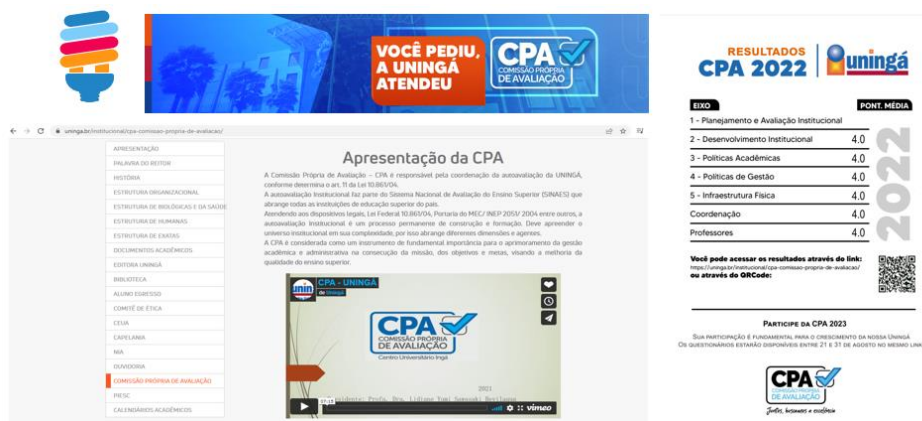 VOCÊ PEDIU,
A UNINGÁ
ATENDEU
CPA
COMISSÃO PRÓPRIA
DE AVALIAÇÃO
uninga.br/institucional/cpa-comissao-propria-de-avaliacao/
APRESENTAÇÃO
PALAVRA DO REITOR
HISTÓRIA
ESTRUTURA ORGANIZACIONAL
ESTRUTURA DE BIOLÓGICAS E DA SAÚDE
ESTRUTURA DE HUMANAS
ESTRUTURA DE EXATAS
DOCUMENTOS ACADÊMICOS
EDITORA UNINGÁ
BIBLIOTECA
ALUNO EGRESSO
COMITÊ DE ÉTICA
CEUA
CAPELANIA
NIA
OUVIDORIA
COMISSÃO PRÓPRIA DE AVALIAÇÃO
PIESC
CALENDÁRIOS ACADÊMICOS
Apresentação da CPA
A Comissão Própria de Avaliação – CPA é responsável pela coordenação da autoavaliação da UNINGÁ,
conforme determina o art. 11 da Lei 10.861/04.
A autoavaliação Institucional faz parte do Sistema Nacional de Avaliação do Ensino Superior (SINAES) que
abrange todas as instituições de educação superior do país.
Atendendo aos dispositivos legais, Lei Federal 10.861/04, Portaria do MEC/ INEP 2051/ 2004 entre outros, a
autoavaliação Institucional é um processo permanente de construção e formação. Deve apreender o
universo institucional em sua complexidade, por isso abrange diferentes dimensões e agentes.
A CPA é considerada como um instrumento de fundamental importância para o aprimoramento da gestão
acadêmica e administrativa na consecução da missão, dos objetivos e metas, visando a melhoria da
qualidade do ensino superior.
unin
CPA - UNINGÁ
de Uningá
CPA
COMISSÃO PRÓPRIA
DE AVALIAÇÃO
Centro Universitário Ingá
2021
07:18
vimeo
RESULTADOS
CPA 2022
uningá
EIXO PONT. MÉDIA
1 - Planejamento e Avaliação Institucional
2 - Desenvolvimento Institucional 4.0
3 - Políticas Acadêmicas 4.0
4 - Políticas de Gestão 4.0
5 - Infraestrutura Física 4.0
Coordenação 4.0
Professores 4.0
2022
Você pode acessar os resultados através do link:
https://uninga.br/institucional/cpa-comissao-propria-de-avaliacao/
ou através do QRCode:
PARTICIPE DA CPA 2023
SUA PARTICIPAÇÃO É FUNDAMENTAL PARA O CRESCIMENTO DA NOSSA UNINGÁ
OS QUESTIONÁRIOS ESTARÃO DISPONÍVEIS ENTRE 21 E 31 DE AGOSTO NO MESMO LINK
CPA
COMISSÃO PRÓPRIA
DE AVALIAÇÃO
Juntos, buscamos a excelência